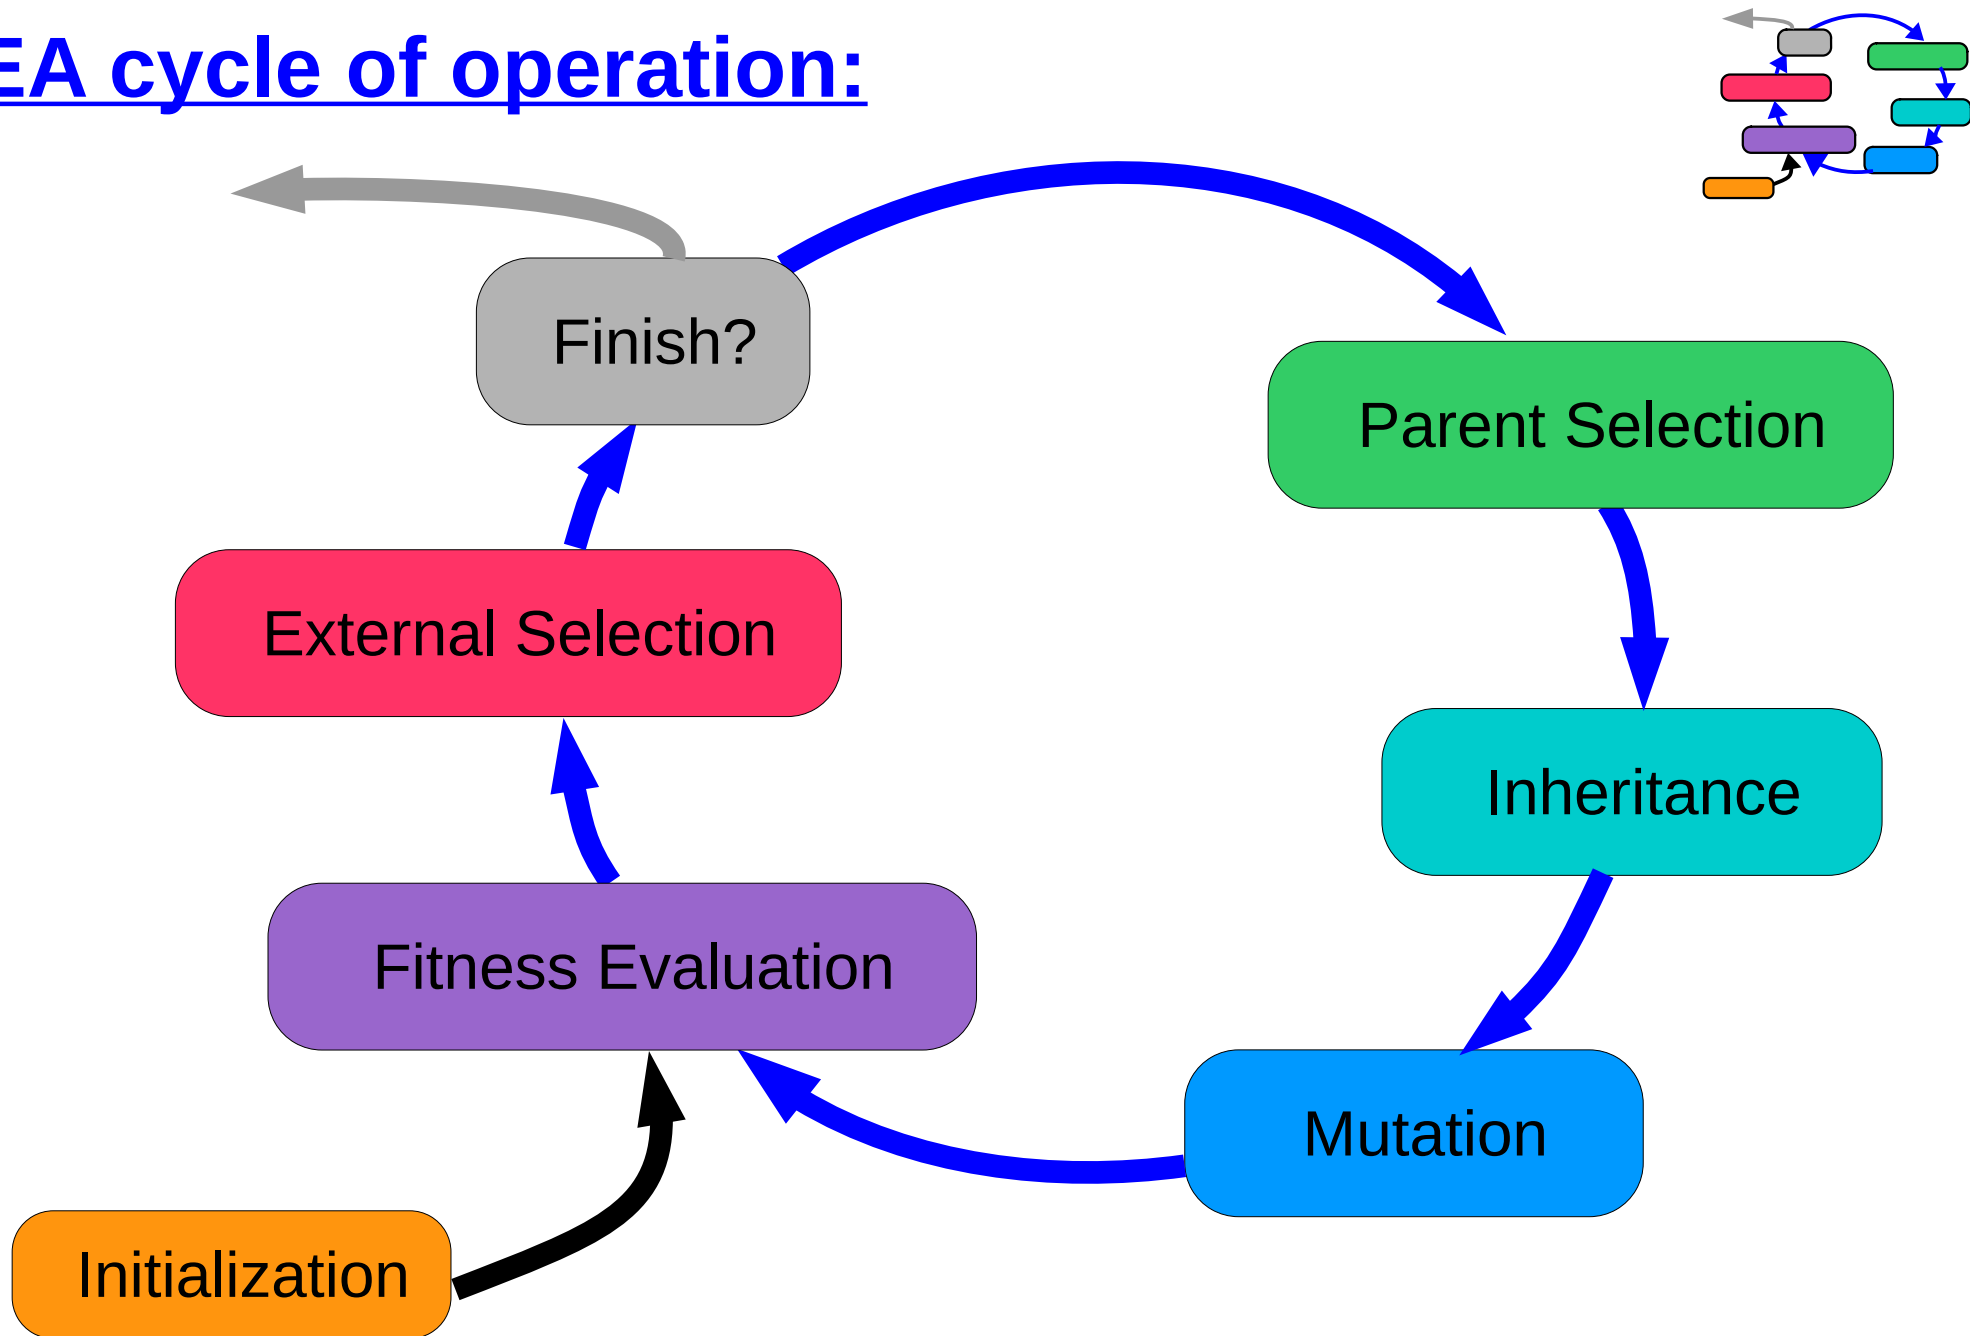 EA cycle of operation:
Finish?
Parent Selection
External Selection
Inheritance
Fitness Evaluation
Mutation
Initialization